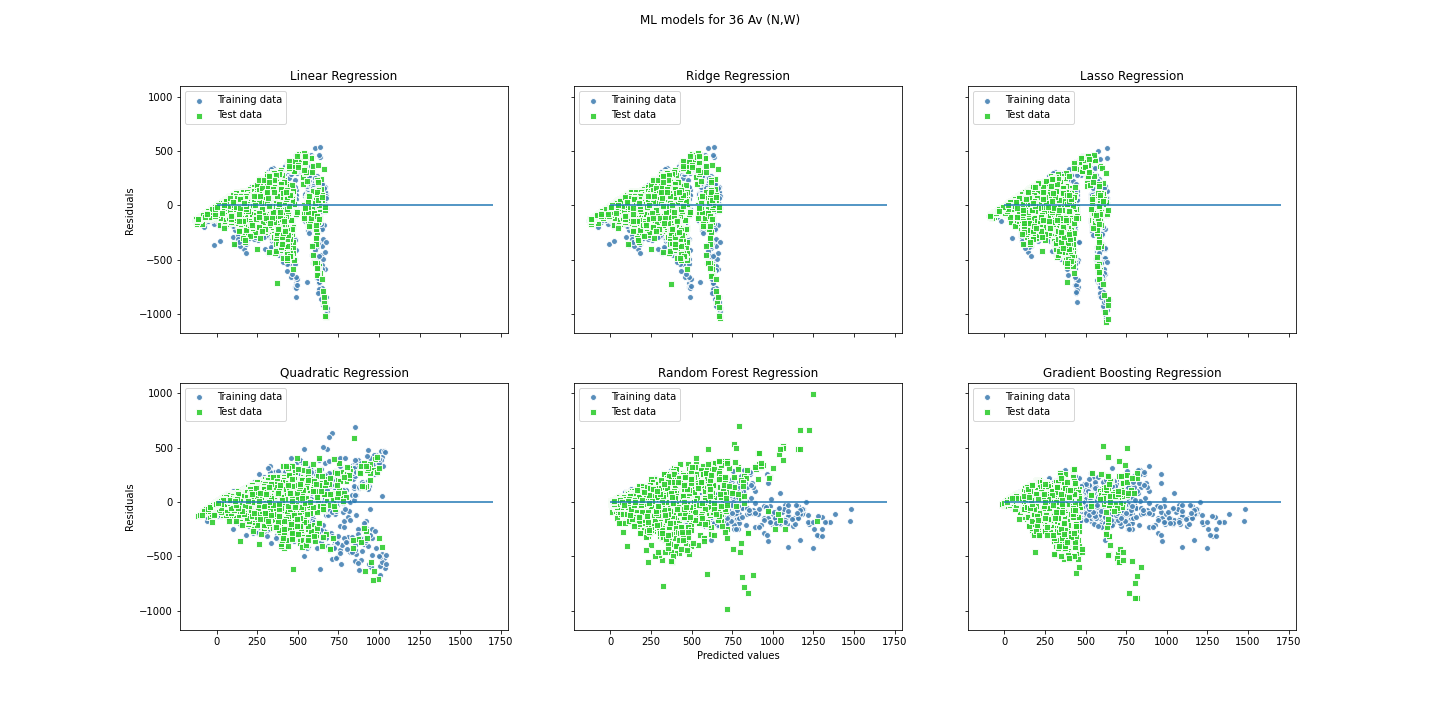 ML models for 36 Av (N,W)
Linear Regression
Training data
Test data
1000
500
0
−500
−1000
Residuals
Ridge Regression
Training data
Test data
Lasso Regression
Training data
Test data
Quadratic Regression
Training data
Test data
1000
500
0
−500
−1000
Residuals
0 250 500 750 1000 1250 1500 1750
Random Forest Regression
Training data
Test data
0 250 500 750 1000 1250 1500 1750
Predicted values
Gradient Boosting Regression
Training data
Test data
0 250 500 750 1000 1250 1500 1750